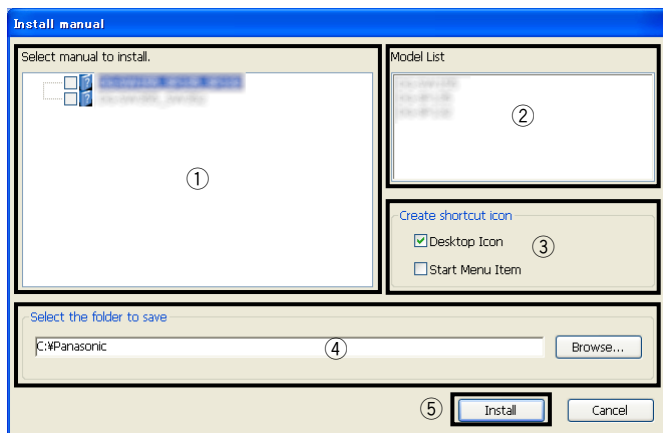 Install manual
Select manual to install.
Model List
①
②
Create shortcut icon
Desktop Icon
Start Menu Item
③
Select the folder to save
C:¥Panasonic
④
Browse...
⑤
Install
Cancel